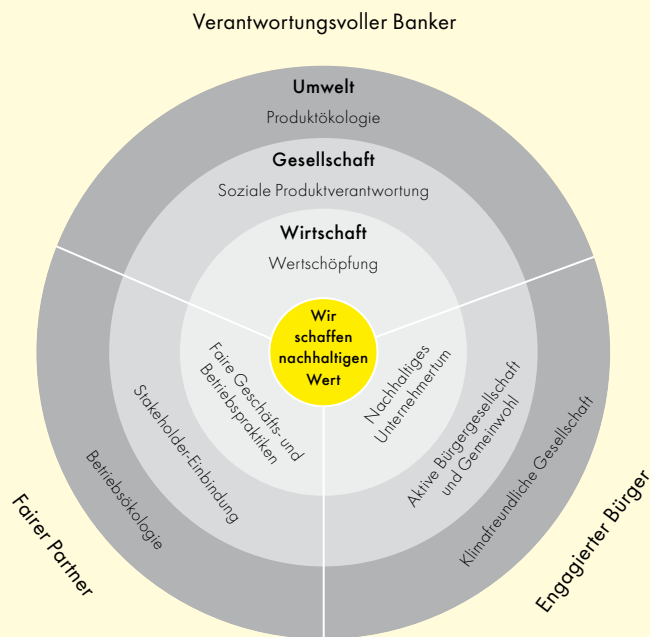 Verantwortungsvoller Banker
Umwelt
Produktökologie
Gesellschaft
Soziale Produktverantwortung
Wirtschaft
Wertschöpfung
Wir
schaffen
nachhaltigen
Wert
Faire Geschäfts- und
Betriebspraktiken
Stakeholder-Einbindung
Betriebsökologie
Fairer Partner
Nachhaltiges
Unternehmertum
Aktive Bürgergesellschaft
und Gemeinwohl
Klimafreundliche Gesellschaft
Engagierter Bürger